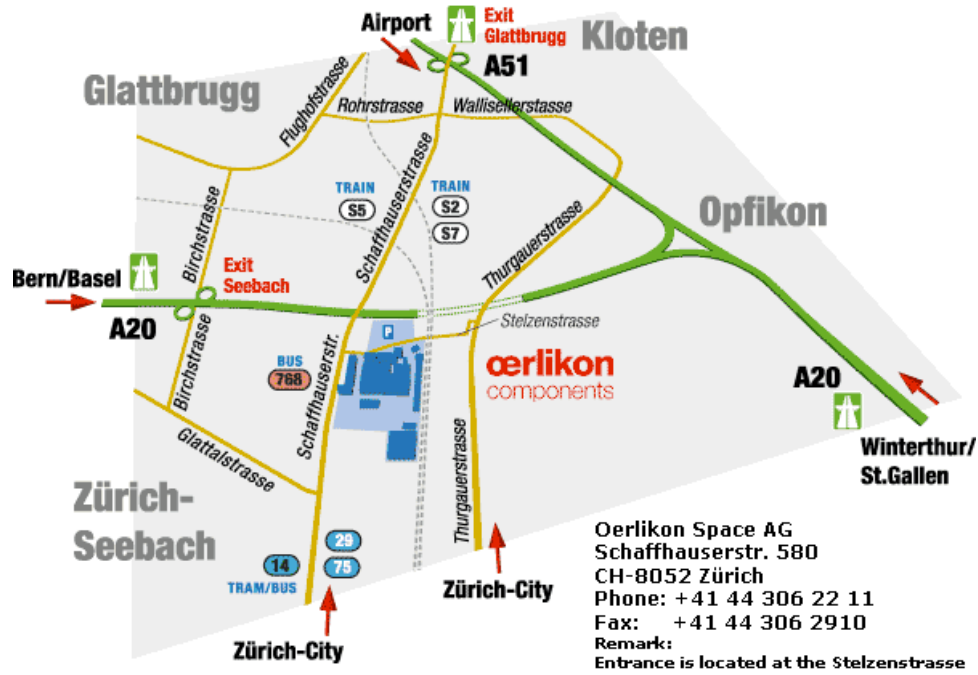 Airport
Exit
Glattbrugg
Kloten
A51
Glattbrugg
Flughofstrasse
Rohrstrasse
Wallisellerstasse
Schaffhauserstrasse
TRAIN
S5
TRAIN
S2
S7
Birchstrasse
Opfikon
Thurgauerstrasse
Exit
Seebach
Bern/Basel
A20
Stelzenstrasse
P
Birchstrasse
BUS
768
Schaffhauserstr.
œrlikon
components
A20
Glattalstrasse
Thurgauerstrasse
Winterthur/
St.Gallen
Zürich-
Seebach
29
75
14
TRAM/BUS
Zürich-City
Zürich-City
Oerlikon Space AG
Schaffhauserstr. 580
CH-8052 Zürich
Phone: +41 44 306 22 11
Fax: +41 44 306 2910
Remark:
Entrance is located at the Stelzenstrasse